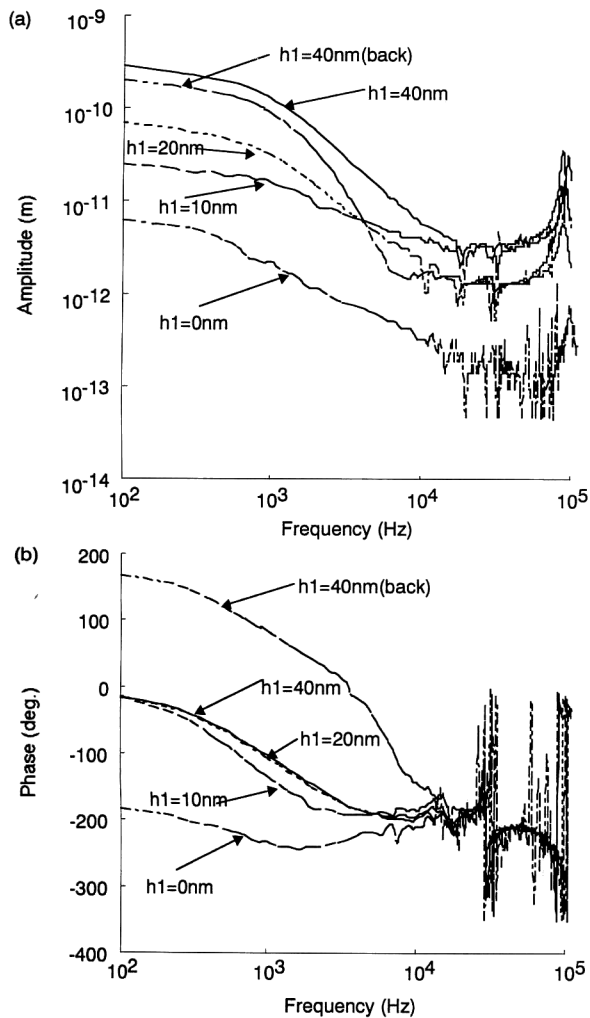 (a)
10-9
h1=40nm(back)
10-10
h1=40nm
h1=20nm
10-11
h1=10nm
Amplitude (m)
10-12
h1=0nm
10-13
10-14
102
103
104
105
Frequency (Hz)
(b)
200
h1=40nm(back)
100
0
h1=40nm
h1=20nm
-100
Phase (deg.)
h1=10nm
-200
h1=0nm
-300
-400
102
103
104
105
Frequency (Hz)